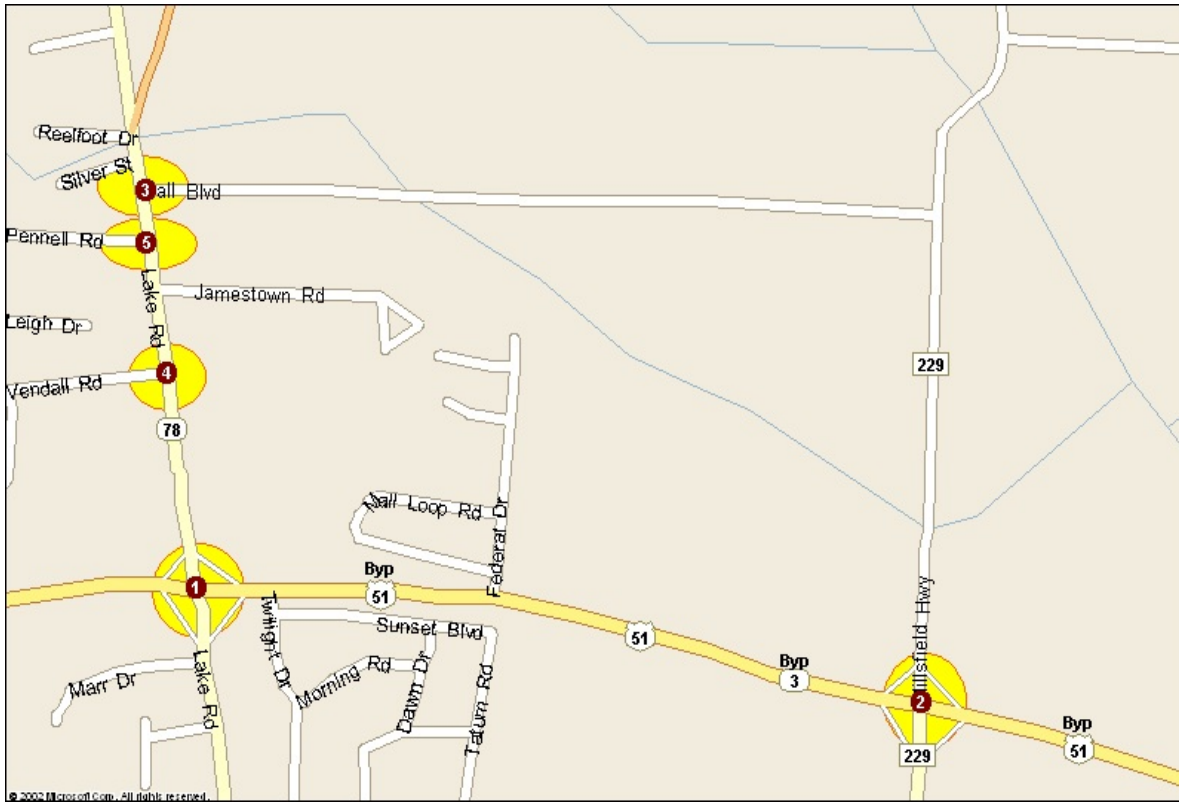 Reelfoot Dr
Silver St
3
all Blvd
Pennell Rd
5
Lake Rd
Jamestown Rd
Leigh Dr
4
Vendall Rd
229
78
Mall Loop Rd
Federal Dr
1
Byp
51
Twilight Dr
Sunset Blvd
51
Byp
3
Hillsfield Hwy
2
Marr Dr
Lake Rd
Morning Rd
Dawn Dr
Tatum Rd
229
Byp
51
© 2002 Microsoft Corp. All rights reserved.